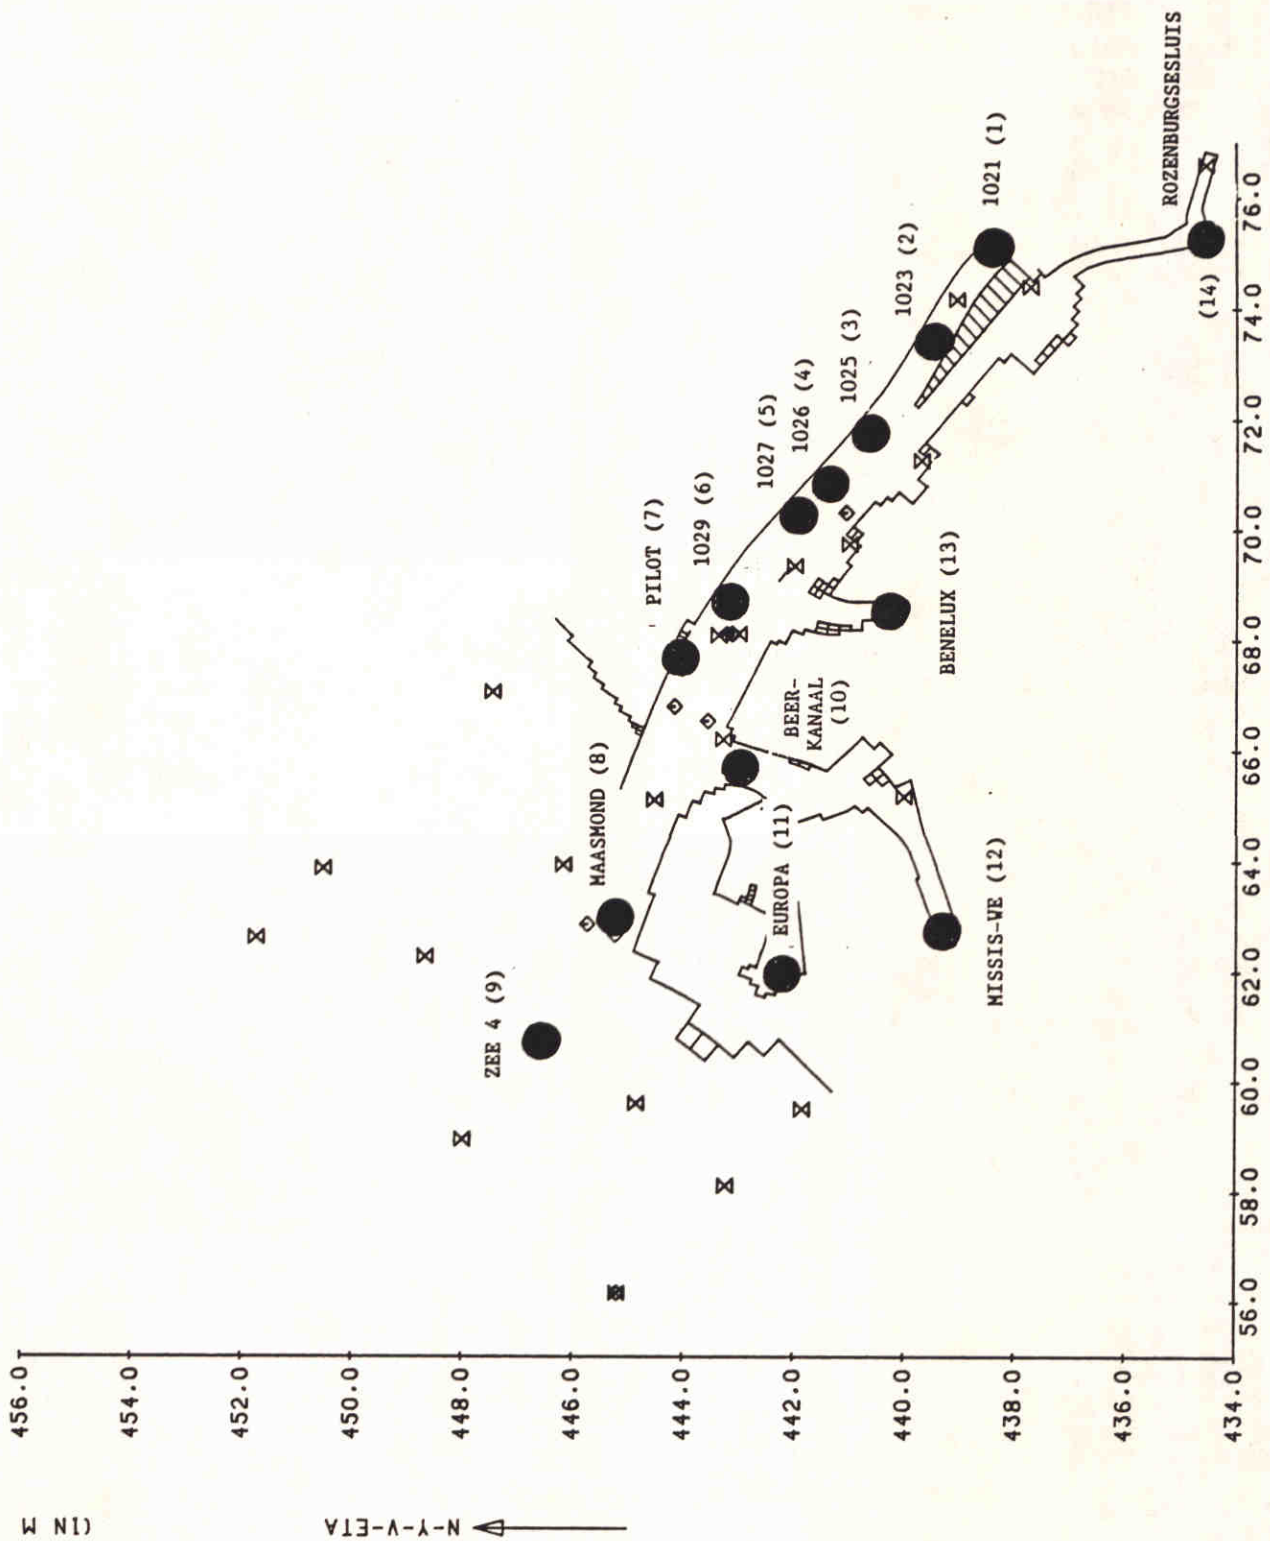 ROZENBURGSESLUIS
1021 (1)
1023 (2)
1025 (3)
1026 (4)
1027 (5)
1029 (6)
PILOT (7)
MAASMOND (8)
ZEE 4 (9)
BEER-
KANAAL
(10)
EUROPA (11)
MISSIS-WE (12)
BENELUX (13)
(14)
456.0
454.0
452.0
450.0
448.0
446.0
444.0
442.0
440.0
438.0
436.0
434.0
56.0
58.0
60.0
62.0
64.0
66.0
68.0
70.0
72.0
74.0
76.0
N-Y-V-ETA
(IN M